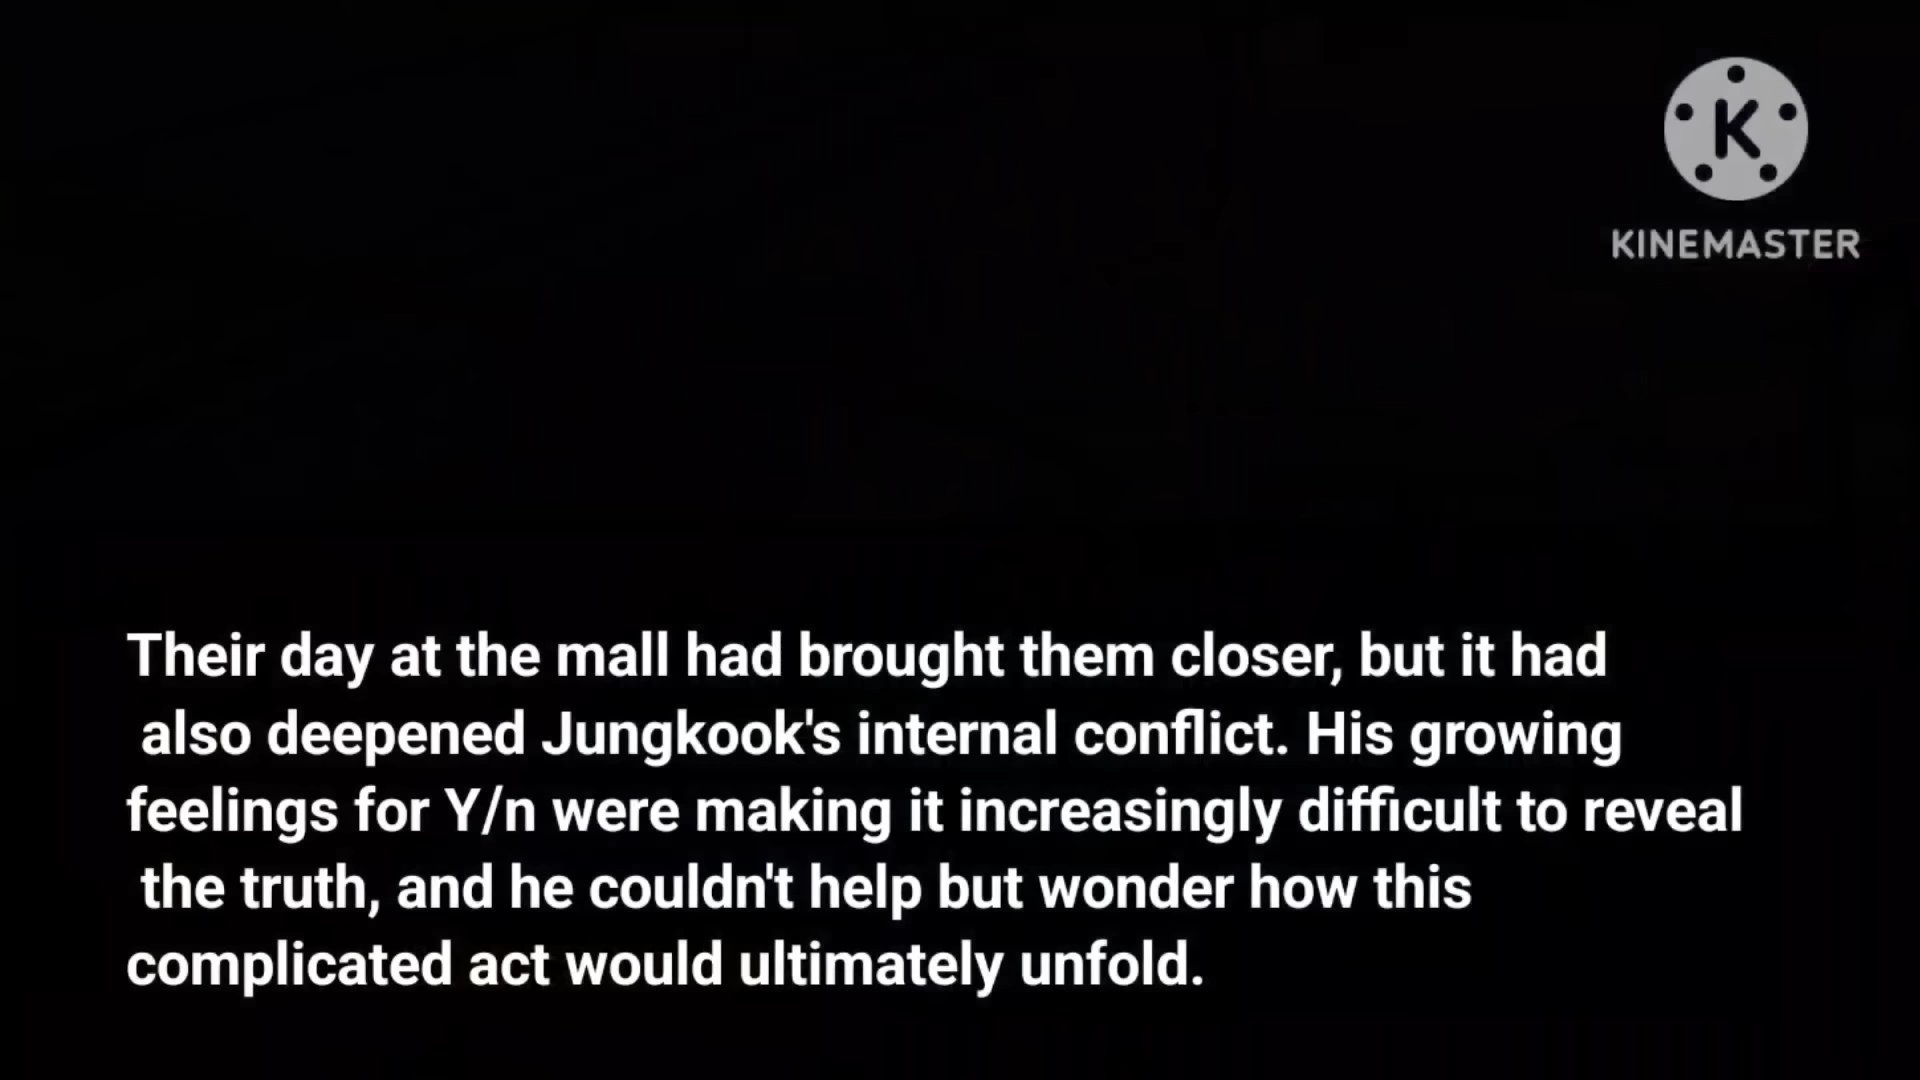 K
KINEMASTER
Their day at the mall had brought them closer, but it had
also deepened Jungkook's internal conflict. His growing
feelings for Y/n were making it increasingly difficult to reveal
the truth, and he couldn't help but wonder how this
complicated act would ultimately unfold.